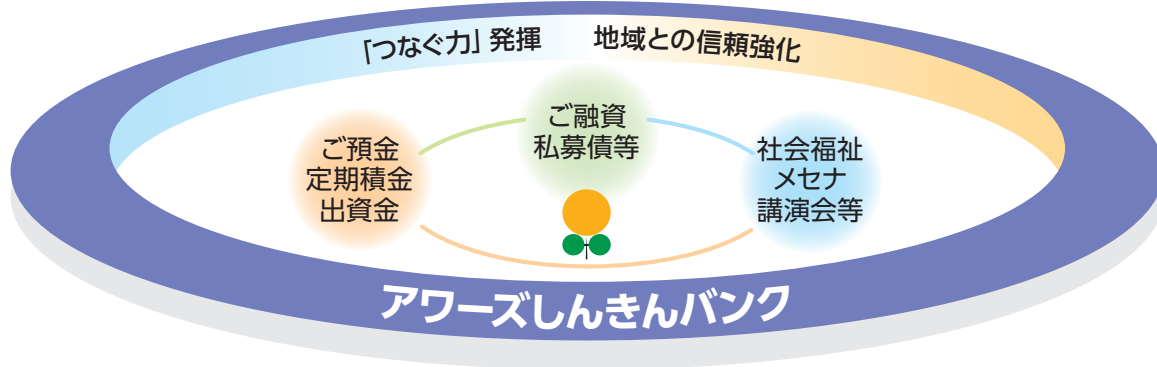 「つなぐ力」発揮　地域との信頼強化
ご融資
私募債等
ご預金
定期積金
出資金
社会福祉
メセナ
講演会等
アワーズしんきんバンク